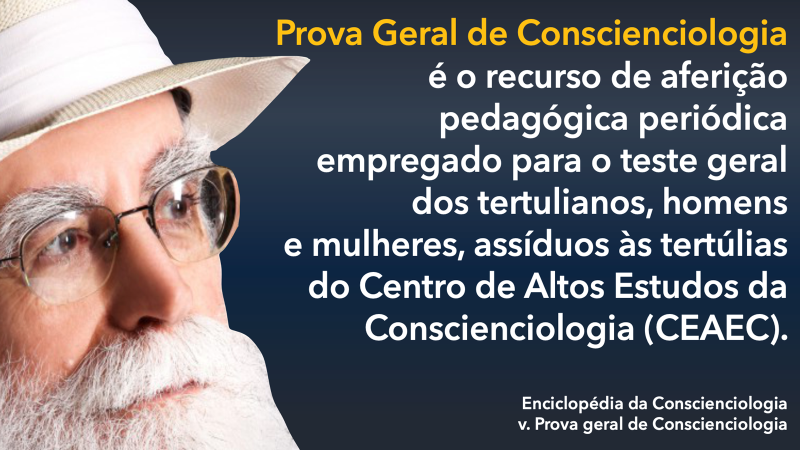 Prova Geral de Conscienciologia
é o recurso de aferição
pedagógica periódica
empregado para o teste geral
dos tertulianos, homens
e mulheres, assíduos às tertúlias
do Centro de Altos Estudos da
Conscienciologia (CEAEC).
Enciclopédia da Conscienciologia
v. Prova geral de Conscienciologia